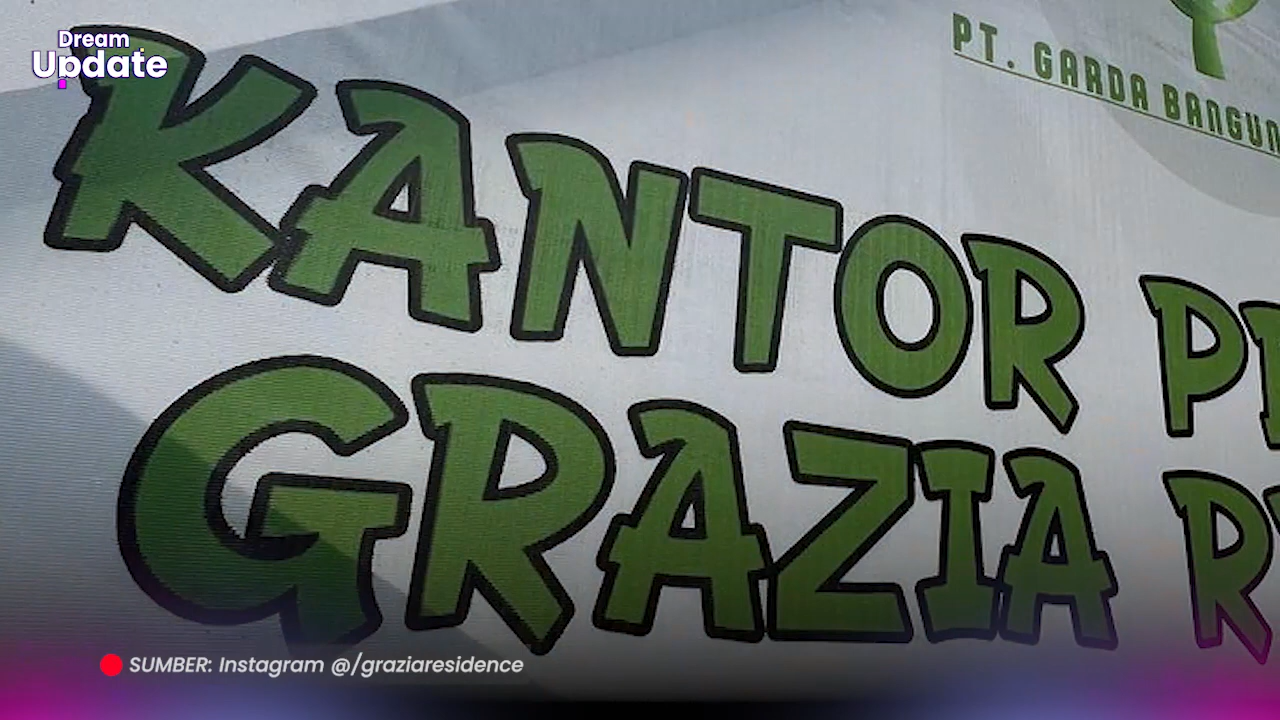 Dream
Update
PT. GARDA BANGUN
KANTOR
GRAZIA
SUMBER: Instagram @/graziaresidence